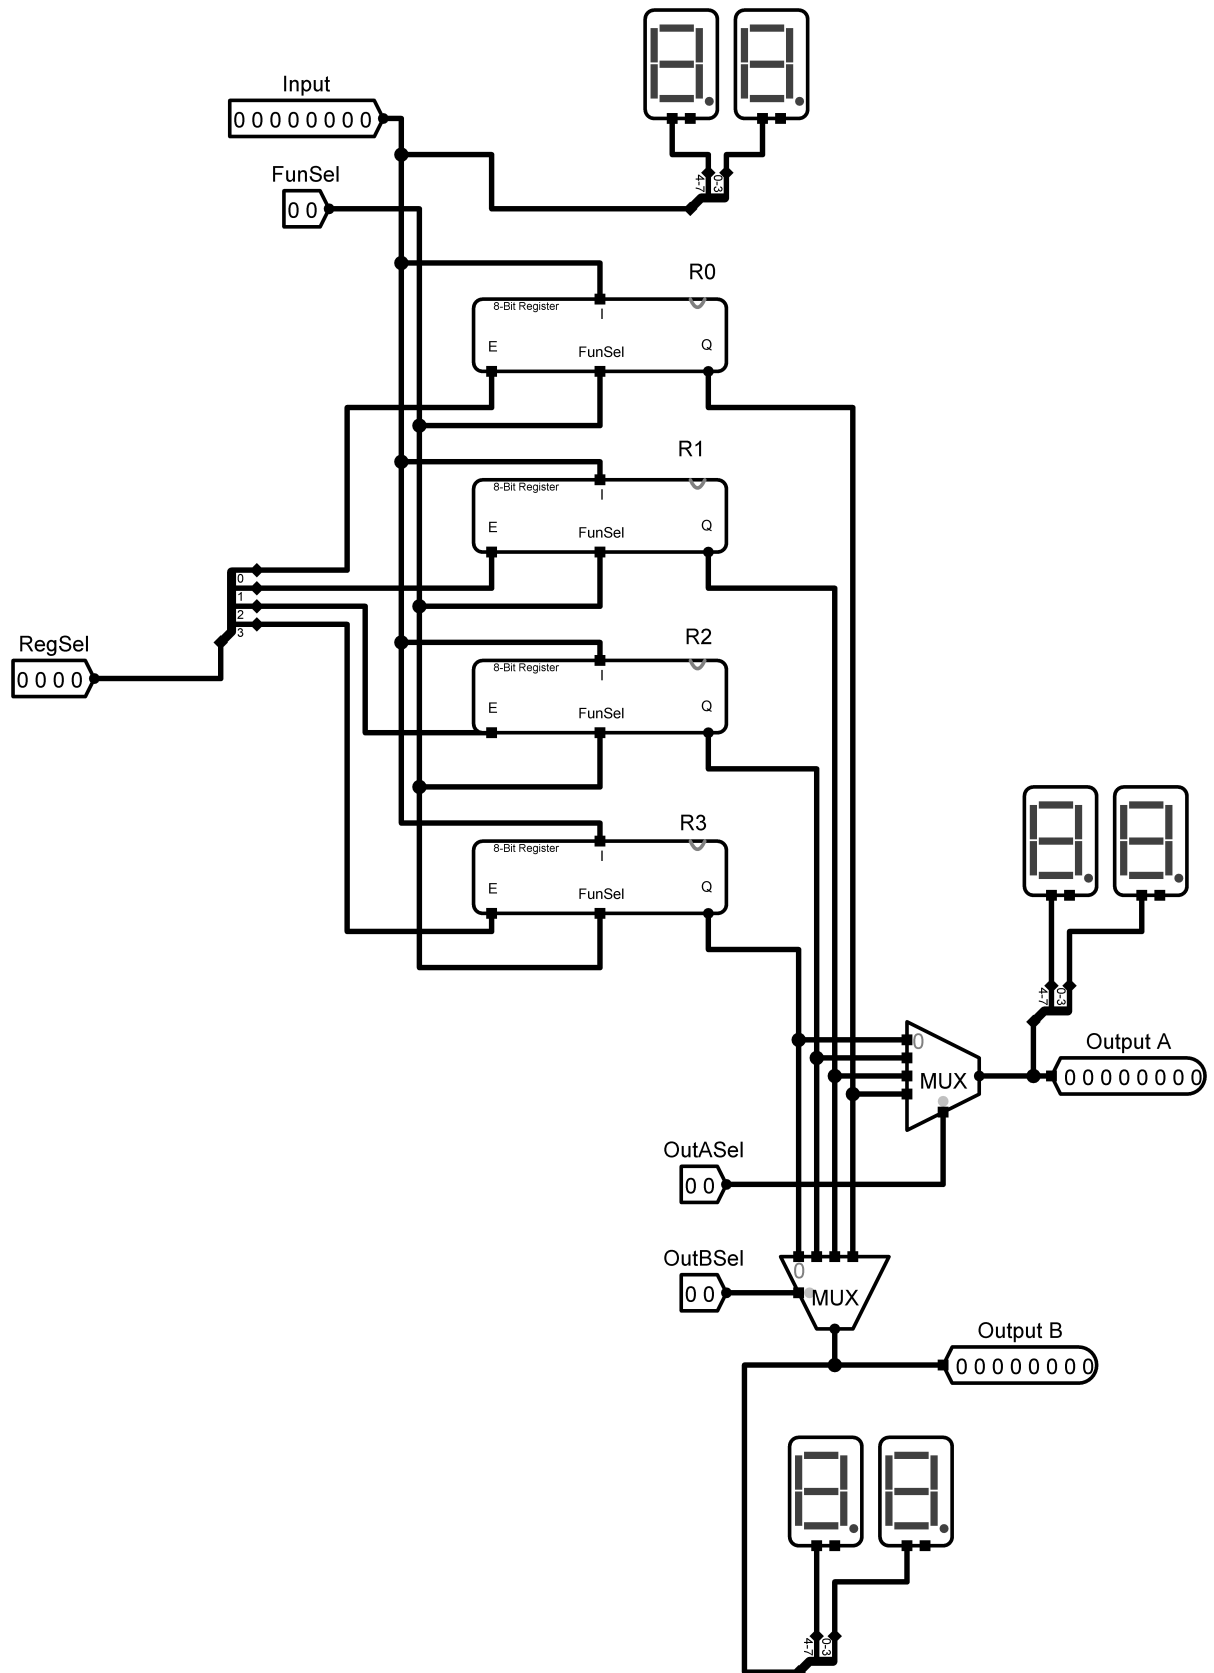 Input
0 0 0 0 0 0 0 0
FunSel
0 0
4-7
0-3
R0
8-Bit Register
I
E
FunSel
Q
R1
8-Bit Register
I
E
FunSel
Q
0
1
2
3
RegSel
0 0 0 0
R2
8-Bit Register
I
E
FunSel
Q
R3
8-Bit Register
I
E
FunSel
Q
4-7
0-3
Output A
0
MUX
0 0 0 0 0 0 0 0
OutASel
0 0
OutBSel
0 0
0
MUX
Output B
0 0 0 0 0 0 0 0
4-7
0-3